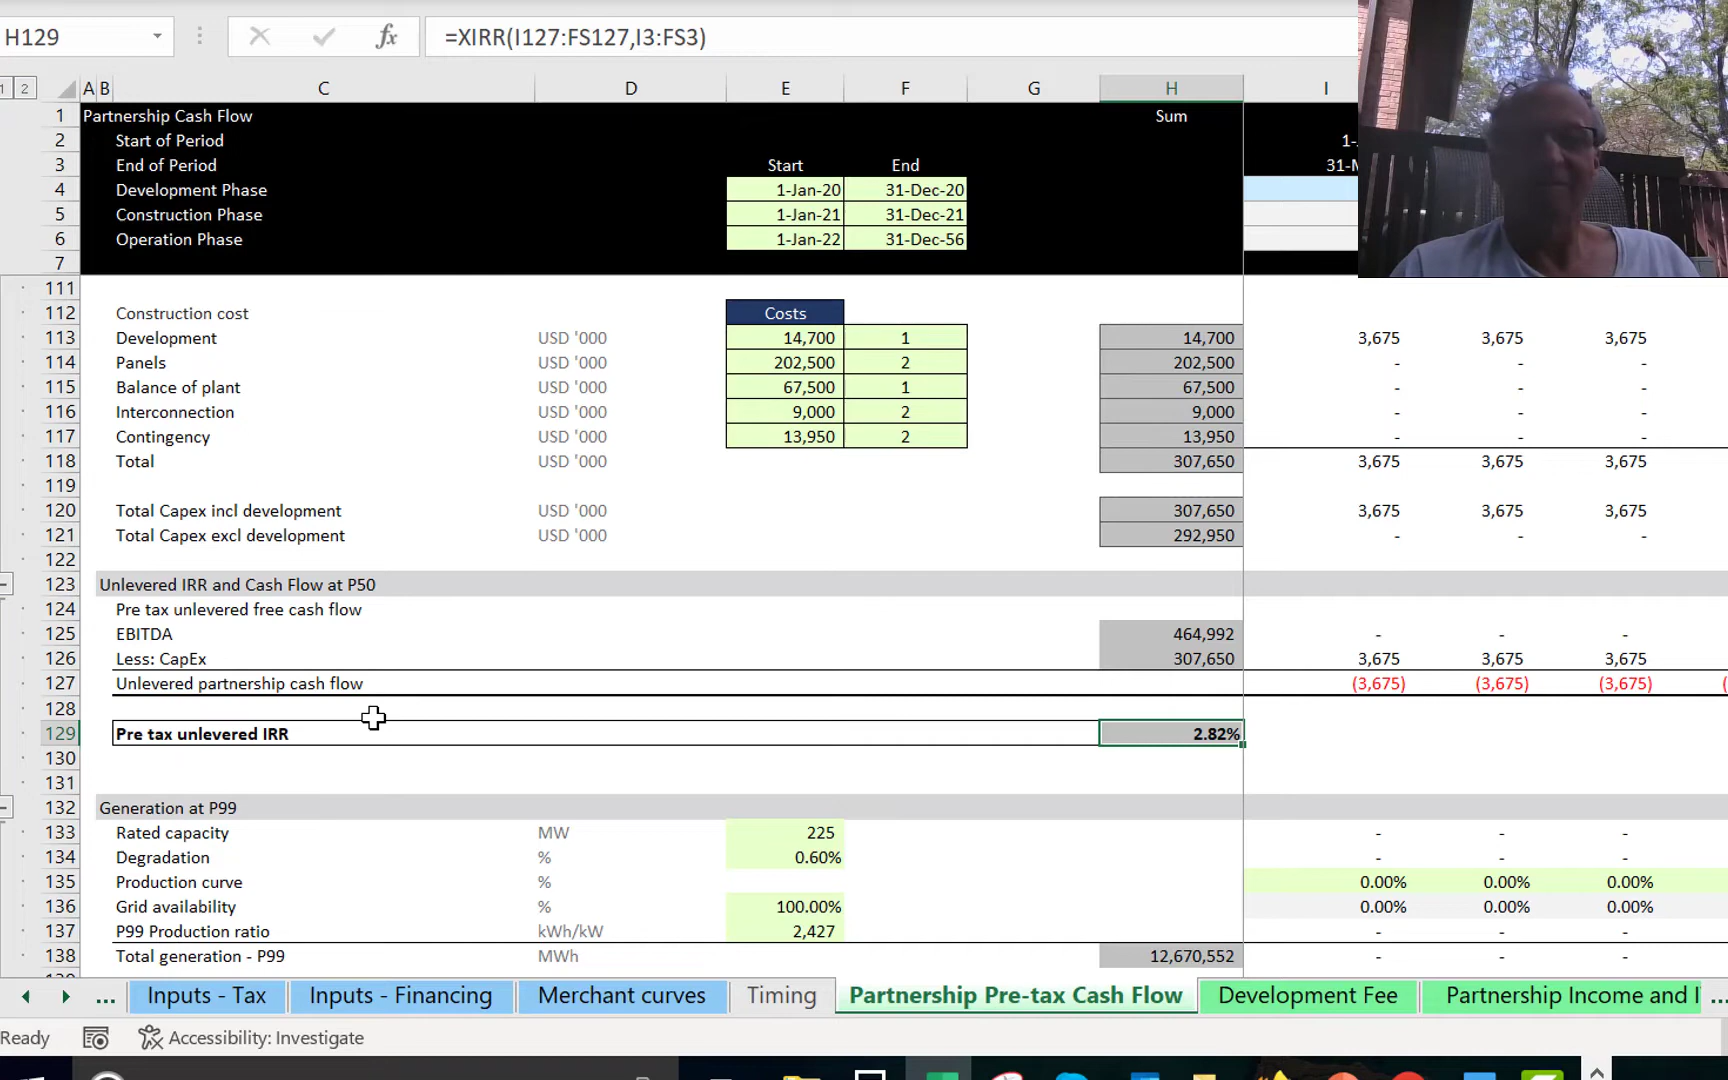 H129 =XIRR(I127:FS127,I3:FS3)
1 2 A B C D E F G H I
1 Partnership Cash Flow Sum
2 Start of Period
3 End of Period Start End
4 Development Phase 1-Jan-20 31-Dec-20
5 Construction Phase 1-Jan-21 31-Dec-21
6 Operation Phase 1-Jan-22 31-Dec-56
7
111
112 Construction cost Costs
113 Development USD '000 14,700 1 14,700 3,675 3,675 3,675
114 Panels USD '000 202,500 2 202,500 - - -
115 Balance of plant USD '000 67,500 1 67,500 - - -
116 Interconnection USD '000 9,000 2 9,000 - - -
117 Contingency USD '000 13,950 2 13,950 - - -
118 Total USD '000 307,650 3,675 3,675 3,675
119
120 Total Capex incl development USD '000 307,650 3,675 3,675 3,675
121 Total Capex excl development USD '000 292,950 - - -
122
123 Unlevered IRR and Cash Flow at P50
124 Pre tax unlevered free cash flow
125 EBITDA 464,992 - - -
126 Less: CapEx 307,650 3,675 3,675 3,675
127 Unlevered partnership cash flow (3,675) (3,675) (3,675)
128
129 Pre tax unlevered IRR 2.82%
130
131
132 Generation at P99
133 Rated capacity MW 225 - - -
134 Degradation % 0.60% - - -
135 Production curve % 0.00% 0.00% 0.00%
136 Grid availability % 100.00% 0.00% 0.00% 0.00%
137 P99 Production ratio kWh/kW 2,427 - - -
138 Total generation - P99 MWh 12,670,552 - - -
... Inputs - Tax Inputs - Financing Merchant curves Timing Partnership Pre-tax Cash Flow Development Fee Partnership Income and I ...
Ready Accessibility: Investigate